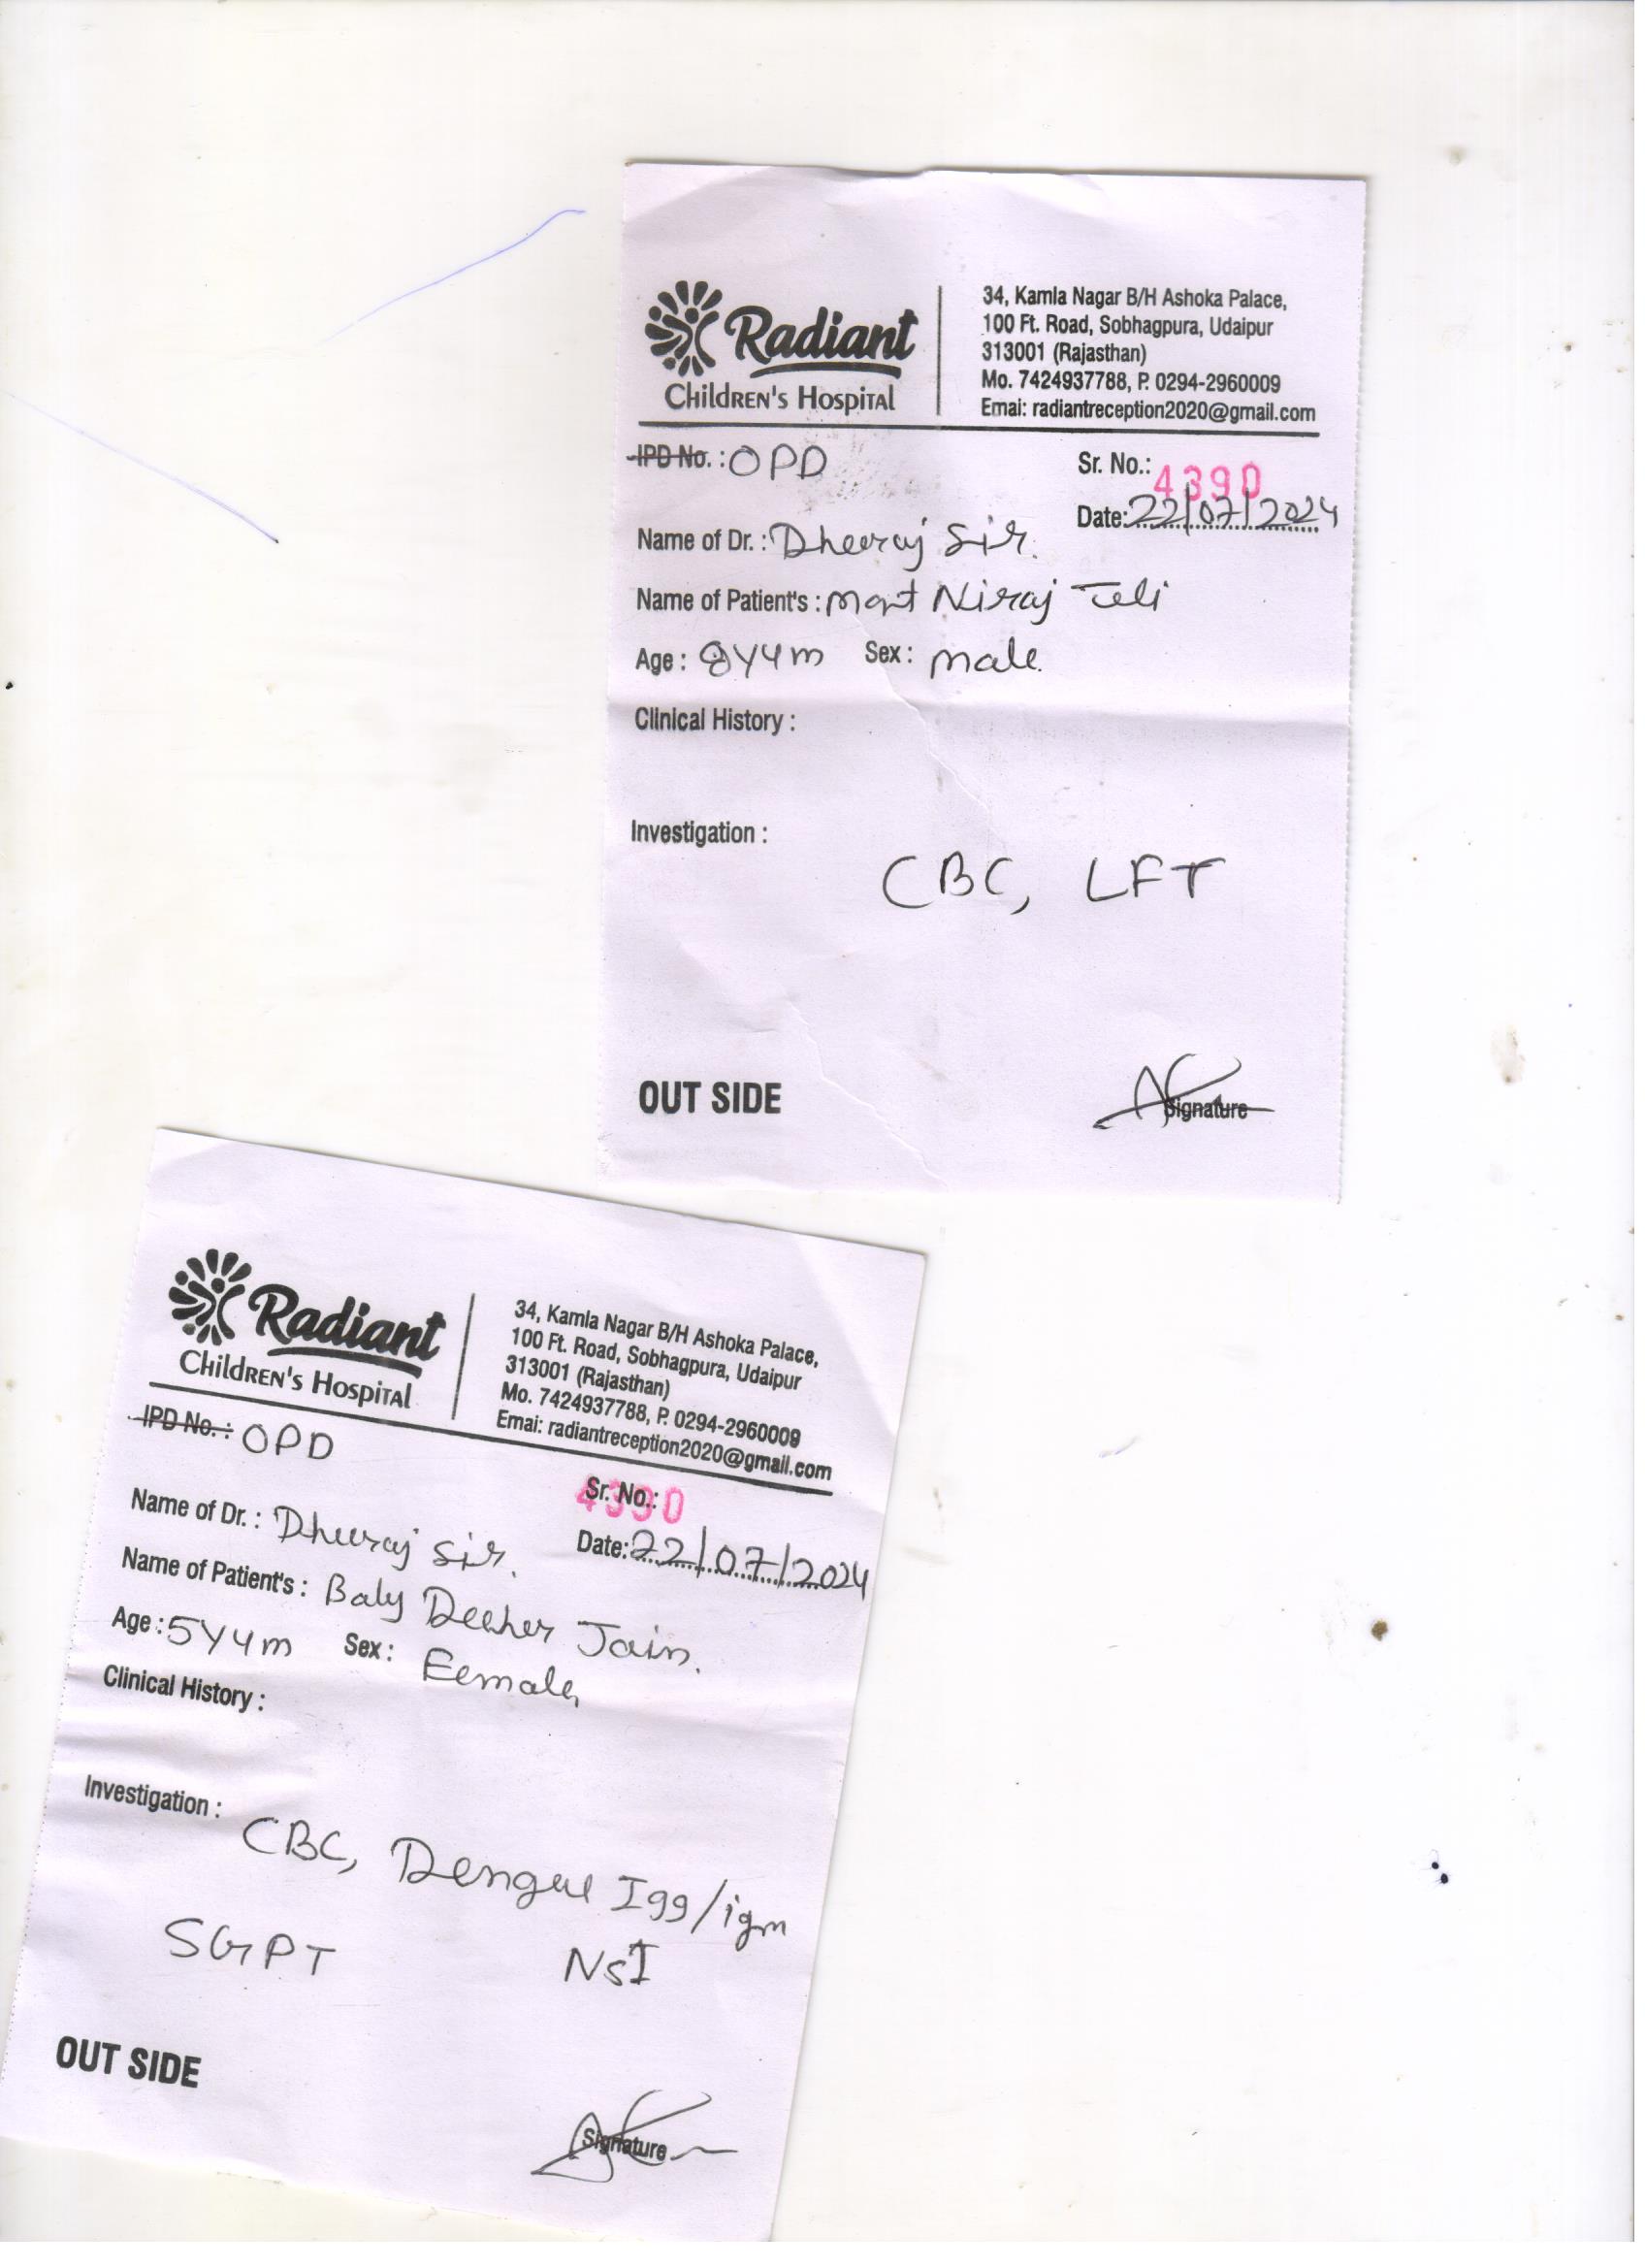 Radiant
Children's Hospital
34, Kamla Nagar B/H Ashoka Palace,
100 Ft. Road, Sobhagpura, Udaipur
313001 (Rajasthan)
Mo. 7424937788, P. 0294-2960009
Emai: radiantreception2020@gmail.com
IPD No. : OPD
Sr. No.: 4390
Date: 22/07/2024
Name of Dr. : Dheeraj Sir.
Name of Patient's : Niraj Teli
Age : 8y4m Sex : male.
Clinical History :
Investigation :
CBC, LFT
OUT SIDE
Signature
Radiant
Children's Hospital
34, Kamla Nagar B/H Ashoka Palace,
100 Ft. Road, Sobhagpura, Udaipur
313001 (Rajasthan)
Mo. 7424937788, P. 0294-2960009
Emai: radiantreception2020@gmail.com
IPD No. : OPD
Sr. No.: 4390
Date: 22/07/2024
Name of Dr. : Dheeraj Sir.
Name of Patient's : Jain.
Age : 5y4m Sex : Female
Clinical History :
Investigation :
CBC, Dengue Igg/igm
SGPT NsI
OUT SIDE
Signature